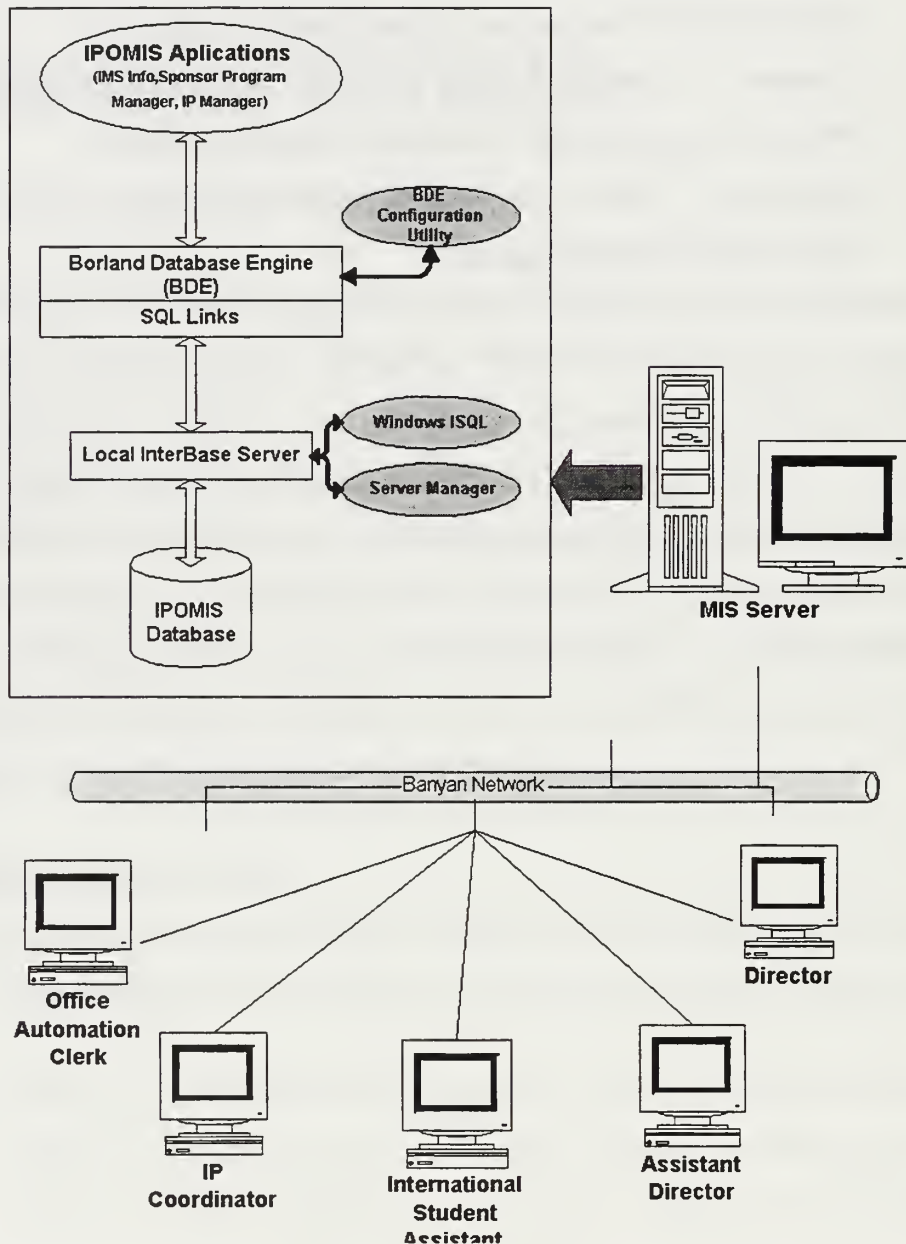 IPOMIS Aplications
(IMS Info,Sponsor Program
Manager, IP Manager)
BDE
Configuration
Utility
Borland Database Engine
(BDE)
SQL Links
Windows ISQL
Local InterBase Server
Server Manager
IPOMIS
Database
MIS Server
Banyan Network
Office
Automation
Clerk
IP
Coordinator
International
Student
Assistant
Assistant
Director
Director